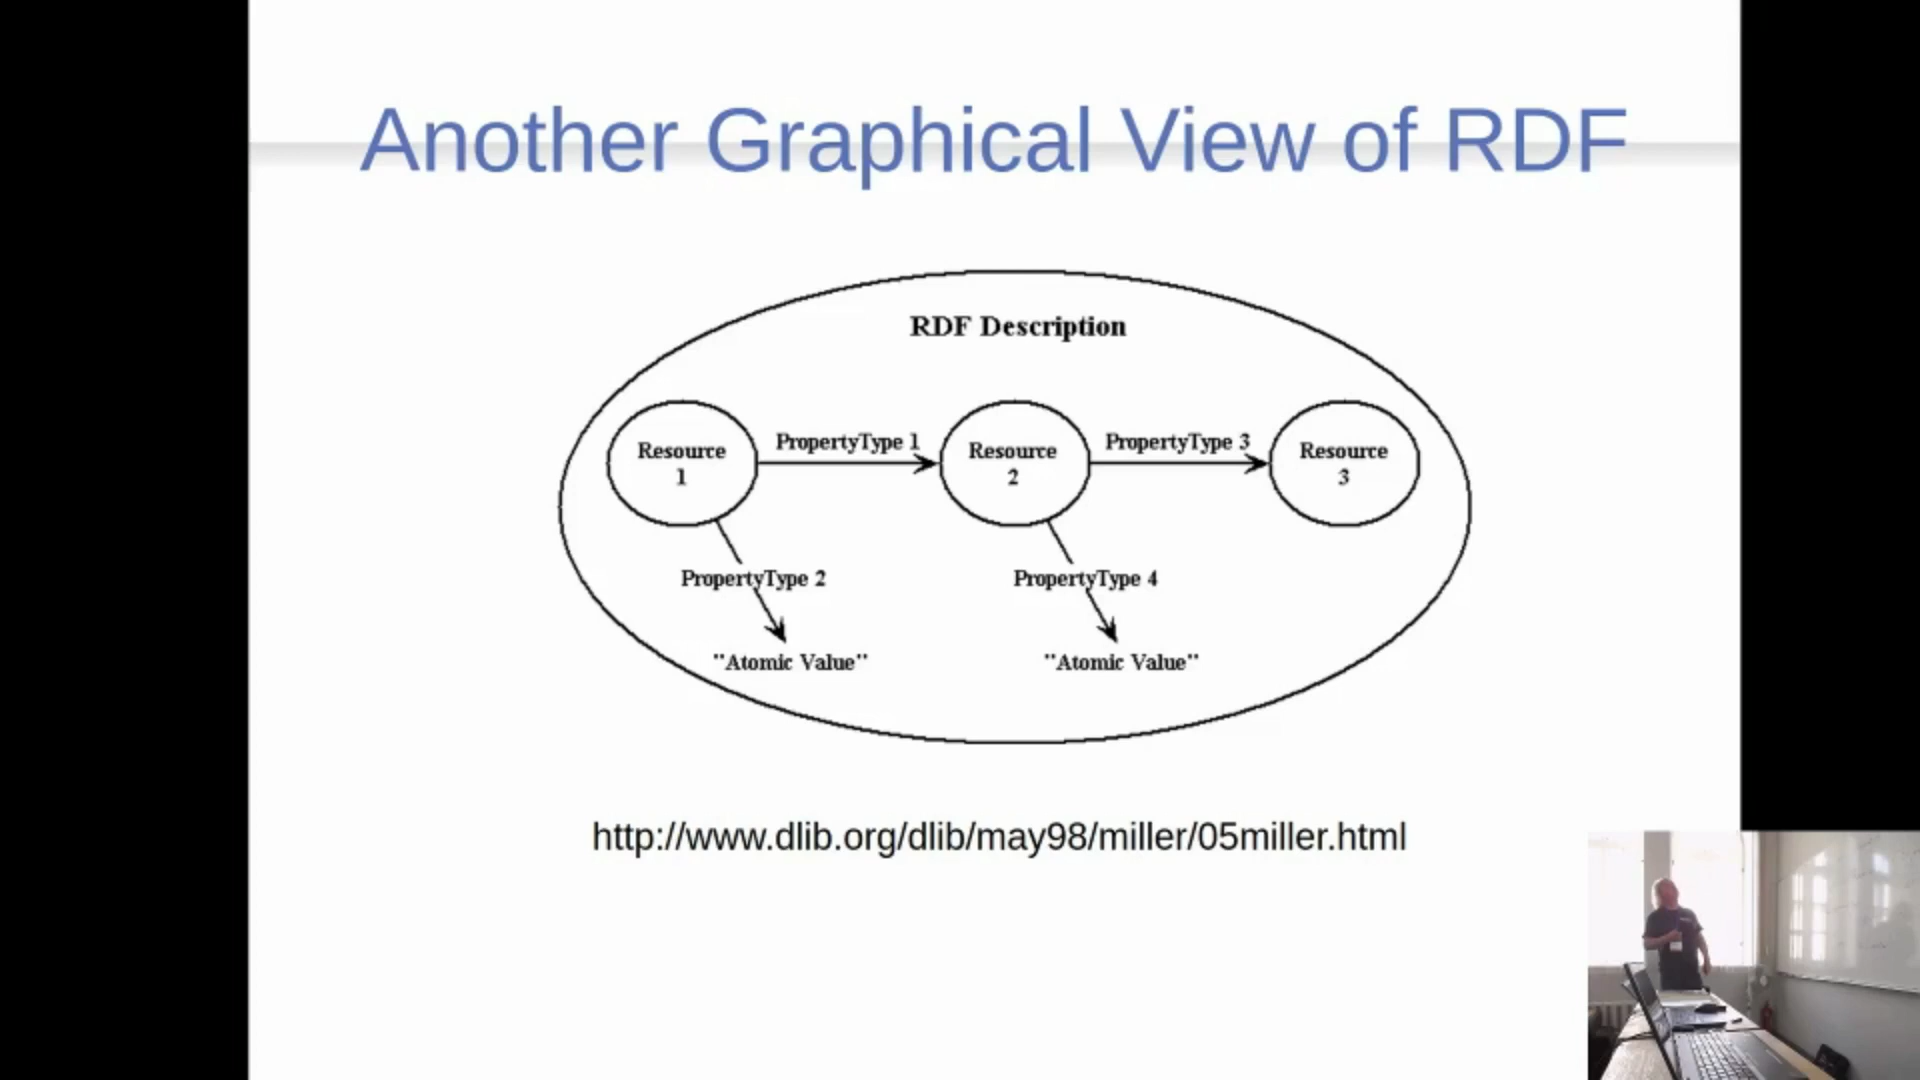 Another Graphical View of RDF
RDF Description
Resource
1
PropertyType 1
Resource
2
PropertyType 3
Resource
3
PropertyType 2
PropertyType 4
"Atomic Value"
"Atomic Value"
http://www.dlib.org/dlib/may98/miller/05miller.html